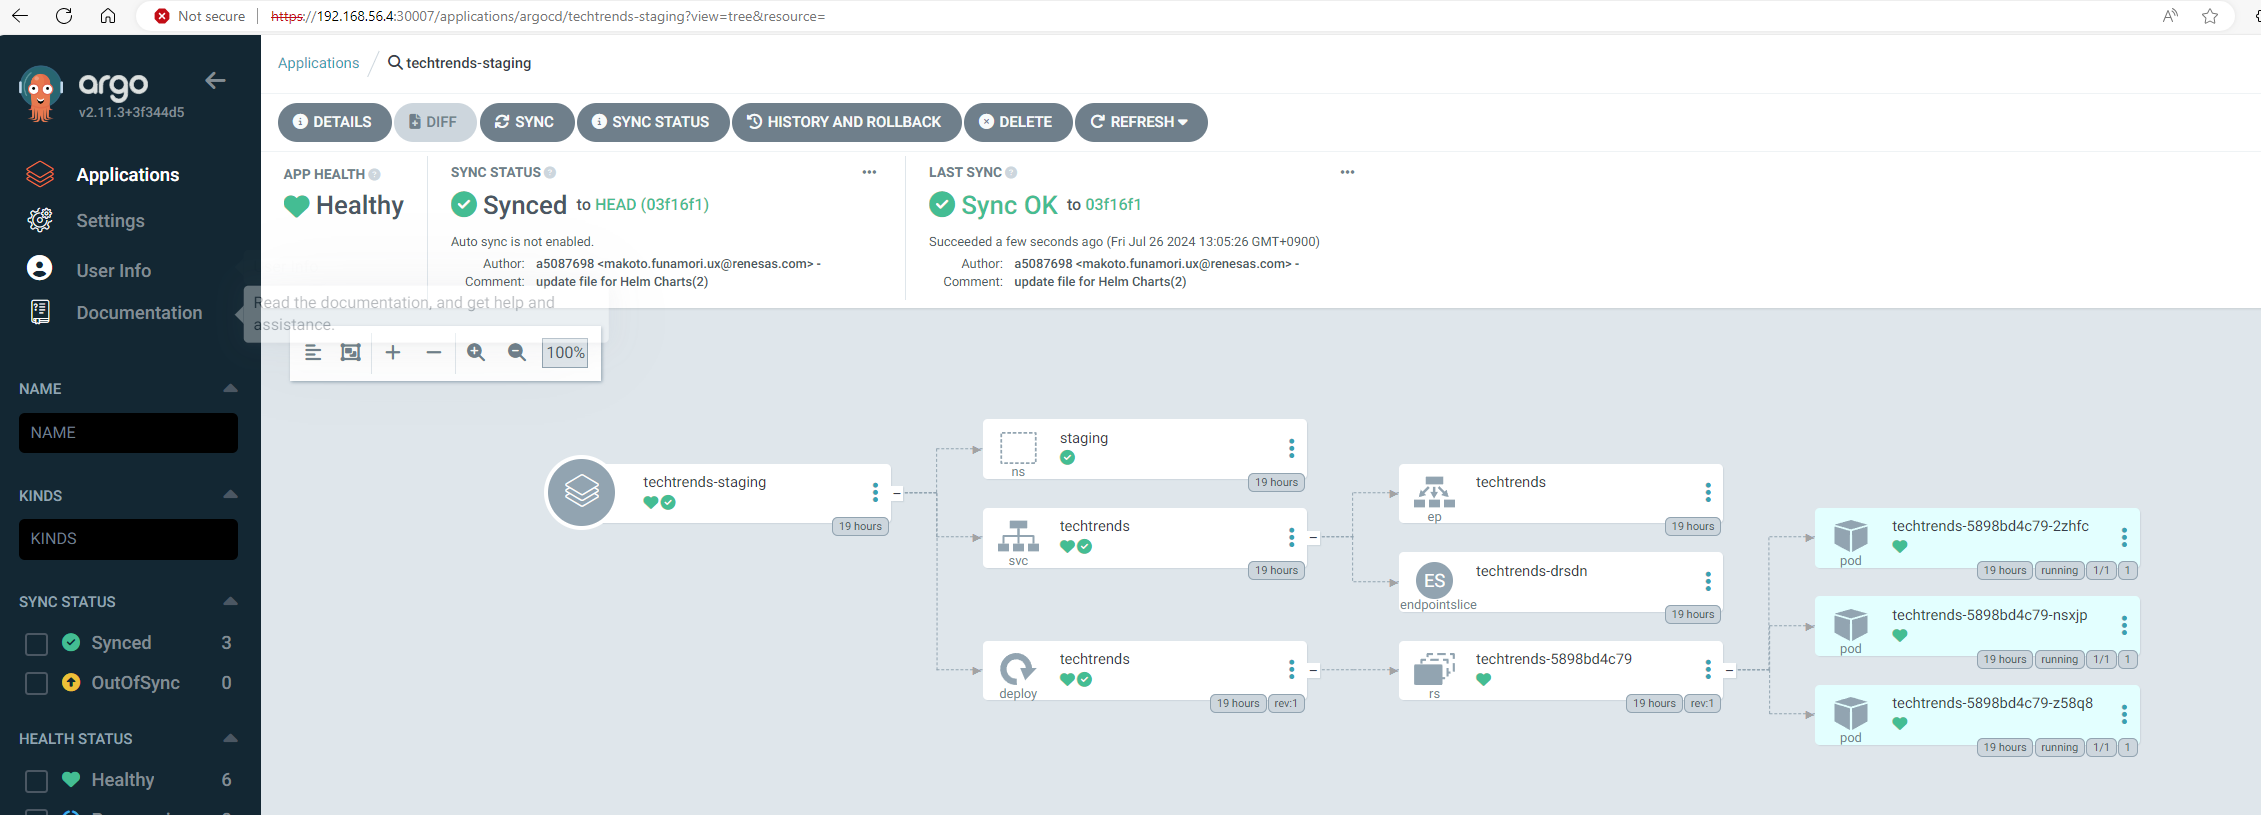 Not secure
https://192.168.56.4:30007/applications/argocd/techtrends-staging?view=tree&resource=
argo
v2.11.3+3f344d5
Applications
Settings
User Info
Documentation
Read the documentation, and get help and
assistance.
NAME
NAME
KINDS
KINDS
SYNC STATUS
Synced 3
OutOfSync 0
HEALTH STATUS
Healthy 6
Applications / techtrends-staging
DETAILS DIFF SYNC SYNC STATUS HISTORY AND ROLLBACK DELETE REFRESH
APP HEALTH
Healthy
SYNC STATUS
Synced to HEAD (03f16f1)
Auto sync is not enabled.
Author: a5087698 <makoto.funamori.ux@renesas.com> -
Comment: update file for Helm Charts(2)
LAST SYNC
Sync OK to 03f16f1
Succeeded a few seconds ago (Fri Jul 26 2024 13:05:26 GMT+0900)
Author: a5087698 <makoto.funamori.ux@renesas.com> -
Comment: update file for Helm Charts(2)
100%
techtrends-staging
19 hours
staging
ns
19 hours
techtrends
svc
19 hours
techtrends
deploy
19 hours rev:1
techtrends
ep
19 hours
ES
techtrends-drsdn
endpointslice
19 hours
techtrends-5898bd4c79
rs
19 hours rev:1
techtrends-5898bd4c79-2zhfc
pod
19 hours running 1/1 1
techtrends-5898bd4c79-nsxjp
pod
19 hours running 1/1 1
techtrends-5898bd4c79-z58q8
pod
19 hours running 1/1 1